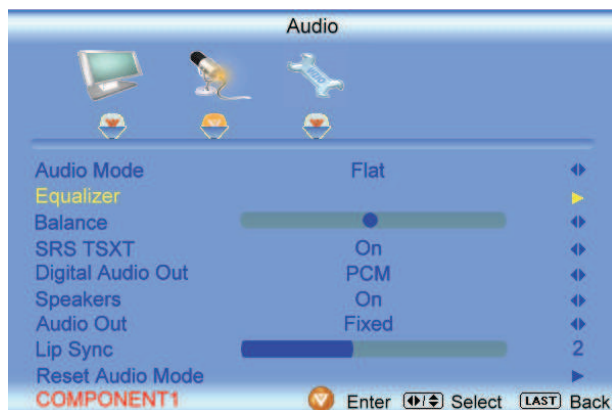 Audio
Audio Mode Flat
Equalizer
Balance
SRS TSXT On
Digital Audio Out PCM
Speakers On
Audio Out Fixed
Lip Sync 2
Reset Audio Mode
COMPONENT1 Enter Select LAST Back